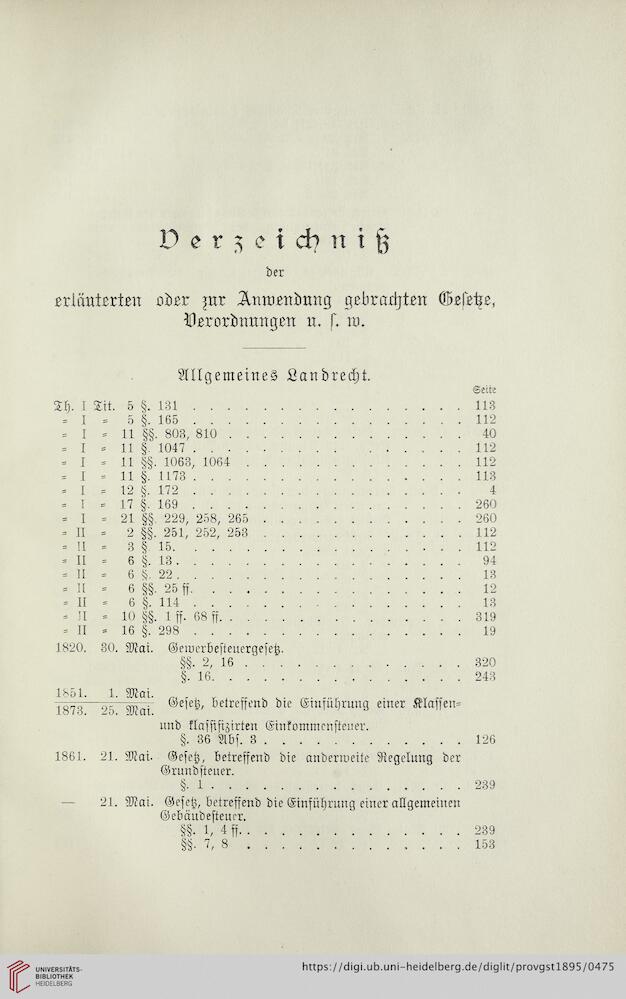 Verzeichniß
der
erläuterten oder zur Anwendung gebrachten Gesetze,
Verordnungen u. s. w.
Allgemeines Landrecht.
Seite
Th. I Tit. 5 §. 131 . . . . . . . . . . . . . . . . 113
= I = 5 §. 165 . . . . . . . . . . . . . . . . 112
= I = 11 §§. 803, 810 . . . . . . . . . . . . . . 40
= I = 11 §. 1047 . . . . . . . . . . . . . . . . 112
= I = 11 §§. 1063, 1064 . . . . . . . . . . . . . 112
= I = 11 §. 1173 . . . . . . . . . . . . . . . . 113
= I = 12 §. 172 . . . . . . . . . . . . . . . . 4
= I = 17 §. 169 . . . . . . . . . . . . . . . . 260
= I = 21 §§. 229, 258, 265 . . . . . . . . . . . . 260
= II = 2 §§. 251, 252, 253 . . . . . . . . . . . . 112
= II = 3 §. 15. . . . . . . . . . . . . . . . . 112
= II = 6 §. 13 . . . . . . . . . . . . . . . . . 94
= II = 6 §. 22 . . . . . . . . . . . . . . . . . 13
= II = 6 §§. 25 ff. . . . . . . . . . . . . . . . 12
= II = 6 §. 114 . . . . . . . . . . . . . . . . 13
= II = 10 §§. 1 ff. 68 ff. . . . . . . . . . . . . . 319
= II = 16 §. 298 . . . . . . . . . . . . . . . . 19
1820. 30. Mai. Gewerbesteuergesetz.
§§. 2, 16 . . . . . . . . . . . . . 320
§. 16. . . . . . . . . . . . . . . 243
1851. 1. Mai.
1873. 25. Mai. Gesetz, betreffend die Einführung einer Klassen=
und klassifizirten Einkommensteuer.
§. 36 Abs. 3 . . . . . . . . . . . . 126
1861. 21. Mai. Gesetz, betreffend die anderweite Regelung der
Grundsteuer.
§. 1 . . . . . . . . . . . . . . . 239
— 21. Mai. Gesetz, betreffend die Einführung einer allgemeinen
Gebäudesteuer.
§§. 1, 4 ff. . . . . . . . . . . . . . 239
§§. 7, 8 . . . . . . . . . . . . . 153
UNIVERSITÄTS-
BIBLIOTHEK
HEIDELBERG
https://digi.ub.uni-heidelberg.de/diglit/provgst1895/0475